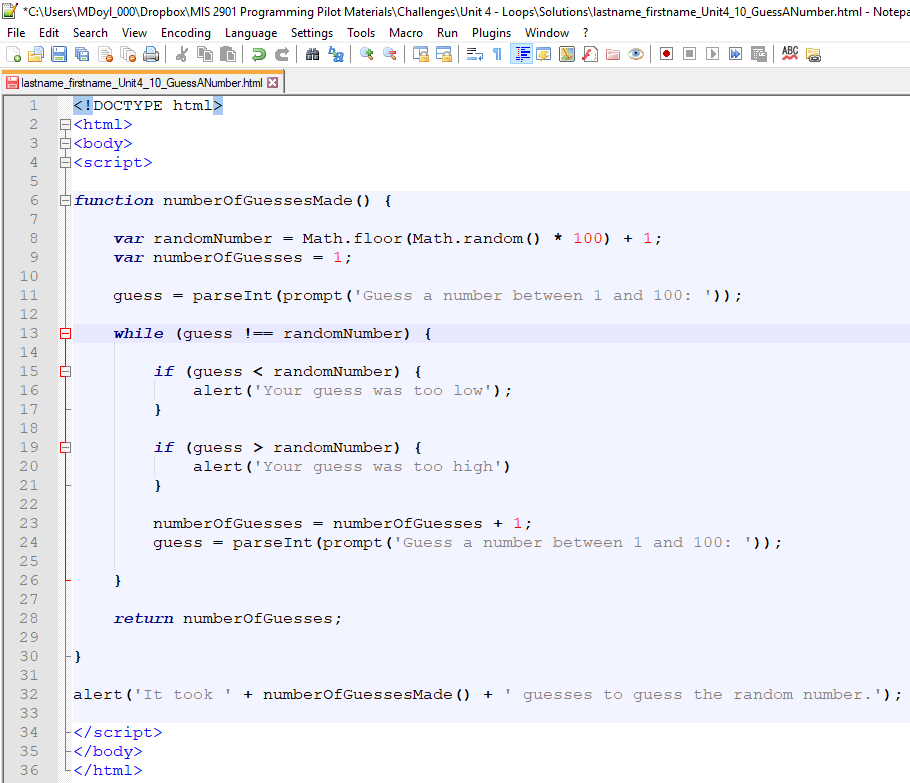 *C:\Users\MDoyl_000\Dropbox\MIS 2901 Programming Pilot Materials\Challenges\Unit 4 - Loops\Solutions\lastname_firstname_Unit4_10_GuessANumber.html - Notepa
File Edit Search View Encoding Language Settings Tools Macro Run Plugins Window ?
ABC
lastname_firstname_Unit4_10_GuessANumber.html
1 <!DOCTYPE html>
2 <html>
3 <body>
4 <script>
5
6 function numberOfGuessesMade() {
7
8 var randomNumber = Math.floor(Math.random() * 100) + 1;
9 var numberOfGuesses = 1;
10
11 guess = parseInt(prompt('Guess a number between 1 and 100: '));
12
13 while (guess !== randomNumber) {
14
15 if (guess < randomNumber) {
16 alert('Your guess was too low');
17 }
18
19 if (guess > randomNumber) {
20 alert('Your guess was too high')
21 }
22
23 numberOfGuesses = numberOfGuesses + 1;
24 guess = parseInt(prompt('Guess a number between 1 and 100: '));
25
26 }
27
28 return numberOfGuesses;
29
30 }
31
32 alert('It took ' + numberOfGuessesMade() + ' guesses to guess the random number.');
33
34 </script>
35 </body>
36 </html>